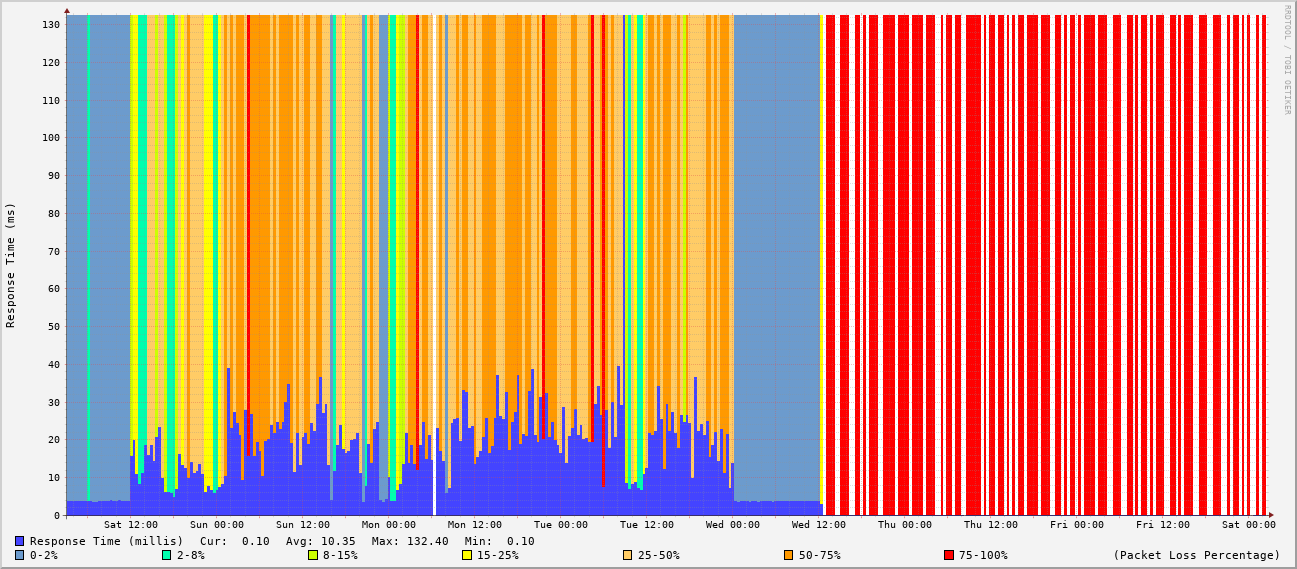 RRDTOOL / TOBI OETIKER
Response Time (ms)
130
120
110
100
90
80
70
60
50
40
30
20
10
0
Sat 12:00 Sun 00:00 Sun 12:00 Mon 00:00 Mon 12:00 Tue 00:00 Tue 12:00 Wed 00:00 Wed 12:00 Thu 00:00 Thu 12:00 Fri 00:00 Fri 12:00 Sat 00:00
Response Time (millis) Cur: 0.10 Avg: 10.35 Max: 132.40 Min: 0.10
0-2% 2-8% 8-15% 15-25% 25-50% 50-75% 75-100% (Packet Loss Percentage)